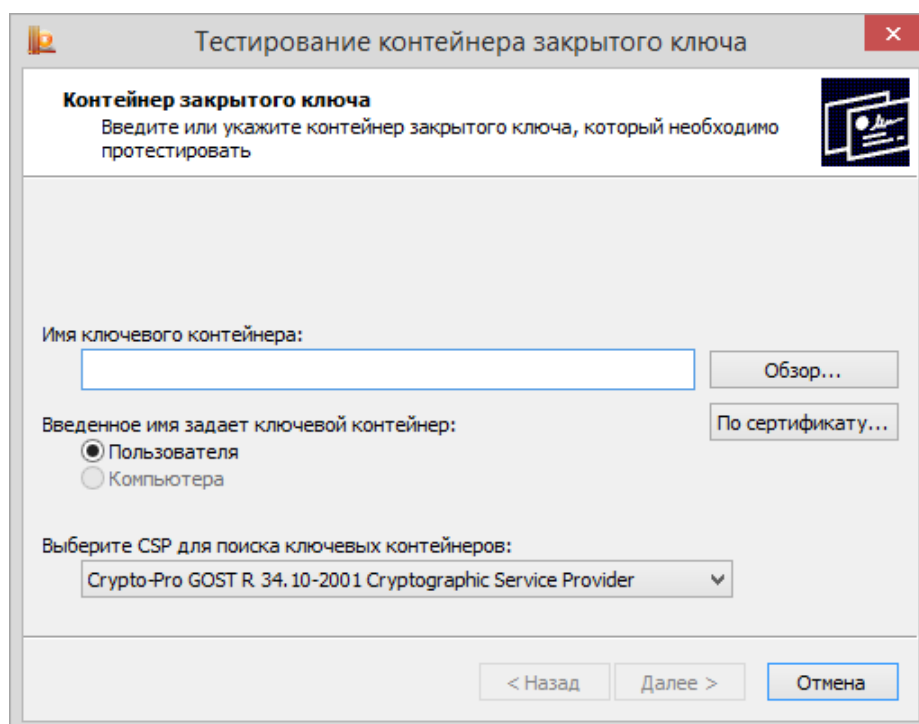 Тестирование контейнера закрытого ключа
Контейнер закрытого ключа
Введите или укажите контейнер закрытого ключа, который необходимо
протестировать
Имя ключевого контейнера:
Обзор...
Введенное имя задает ключевой контейнер:
По сертификату...
Пользователя
Компьютера
Выберите CSP для поиска ключевых контейнеров:
Crypto-Pro GOST R 34.10-2001 Cryptographic Service Provider
< Назад
Далее >
Отмена